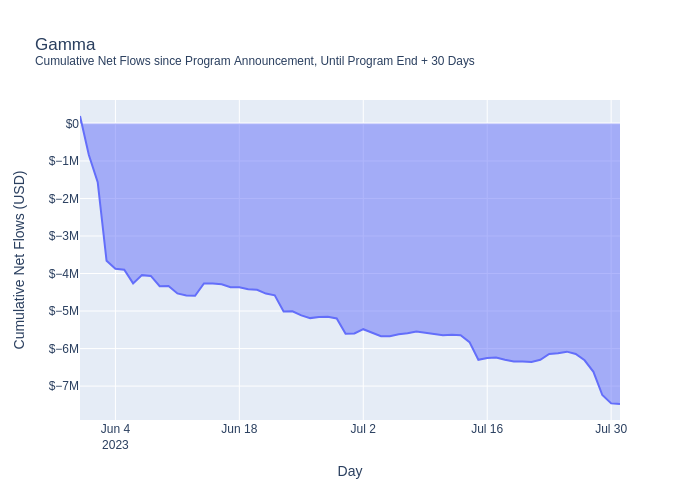 Gamma
Cumulative Net Flows since Program Announcement, Until Program End + 30 Days
Cumulative Net Flows (USD)
$0
$−1M
$−2M
$−3M
$−4M
$−5M
$−6M
$−7M
Jun 4
2023
Jun 18
Jul 2
Jul 16
Jul 30
Day